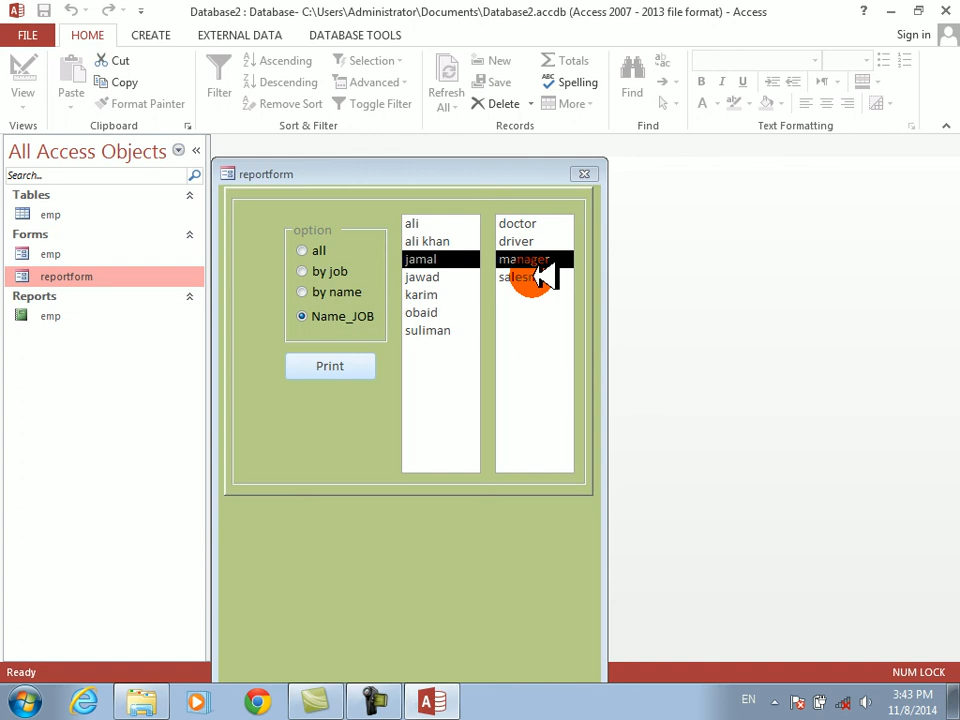 Database2 : Database- C:\Users\Administrator\Documents\Database2.accdb (Access 2007 - 2013 file format) - Access
FILE HOME CREATE EXTERNAL DATA DATABASE TOOLS Sign in
View
Views
Paste
Cut
Copy
Format Painter
Clipboard
Filter
Ascending
Descending
Remove Sort
Selection
Advanced
Toggle Filter
Sort & Filter
Refresh
All
New
Save
Delete
Totals
Spelling
More
Records
Find
Find
Text Formatting
All Access Objects
Search...
Tables
emp
Forms
emp
reportform
Reports
emp
reportform
option
all
by job
by name
Name_JOB
Print
ali
ali khan
jamal
jawad
karim
obaid
suliman
doctor
driver
manager
Ready
NUM LOCK
EN
3:43 PM
11/8/2014